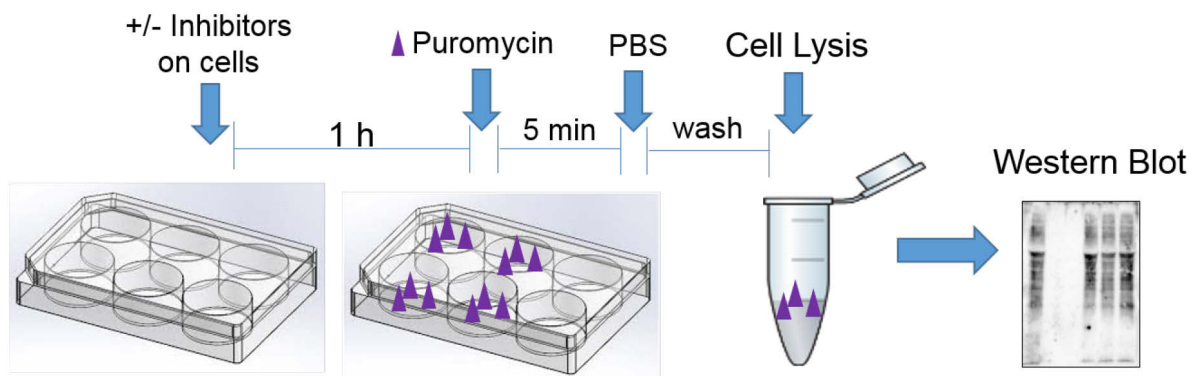 +/- Inhibitors
on cells
Puromycin
PBS
Cell Lysis
1 h
5 min
wash
Western Blot